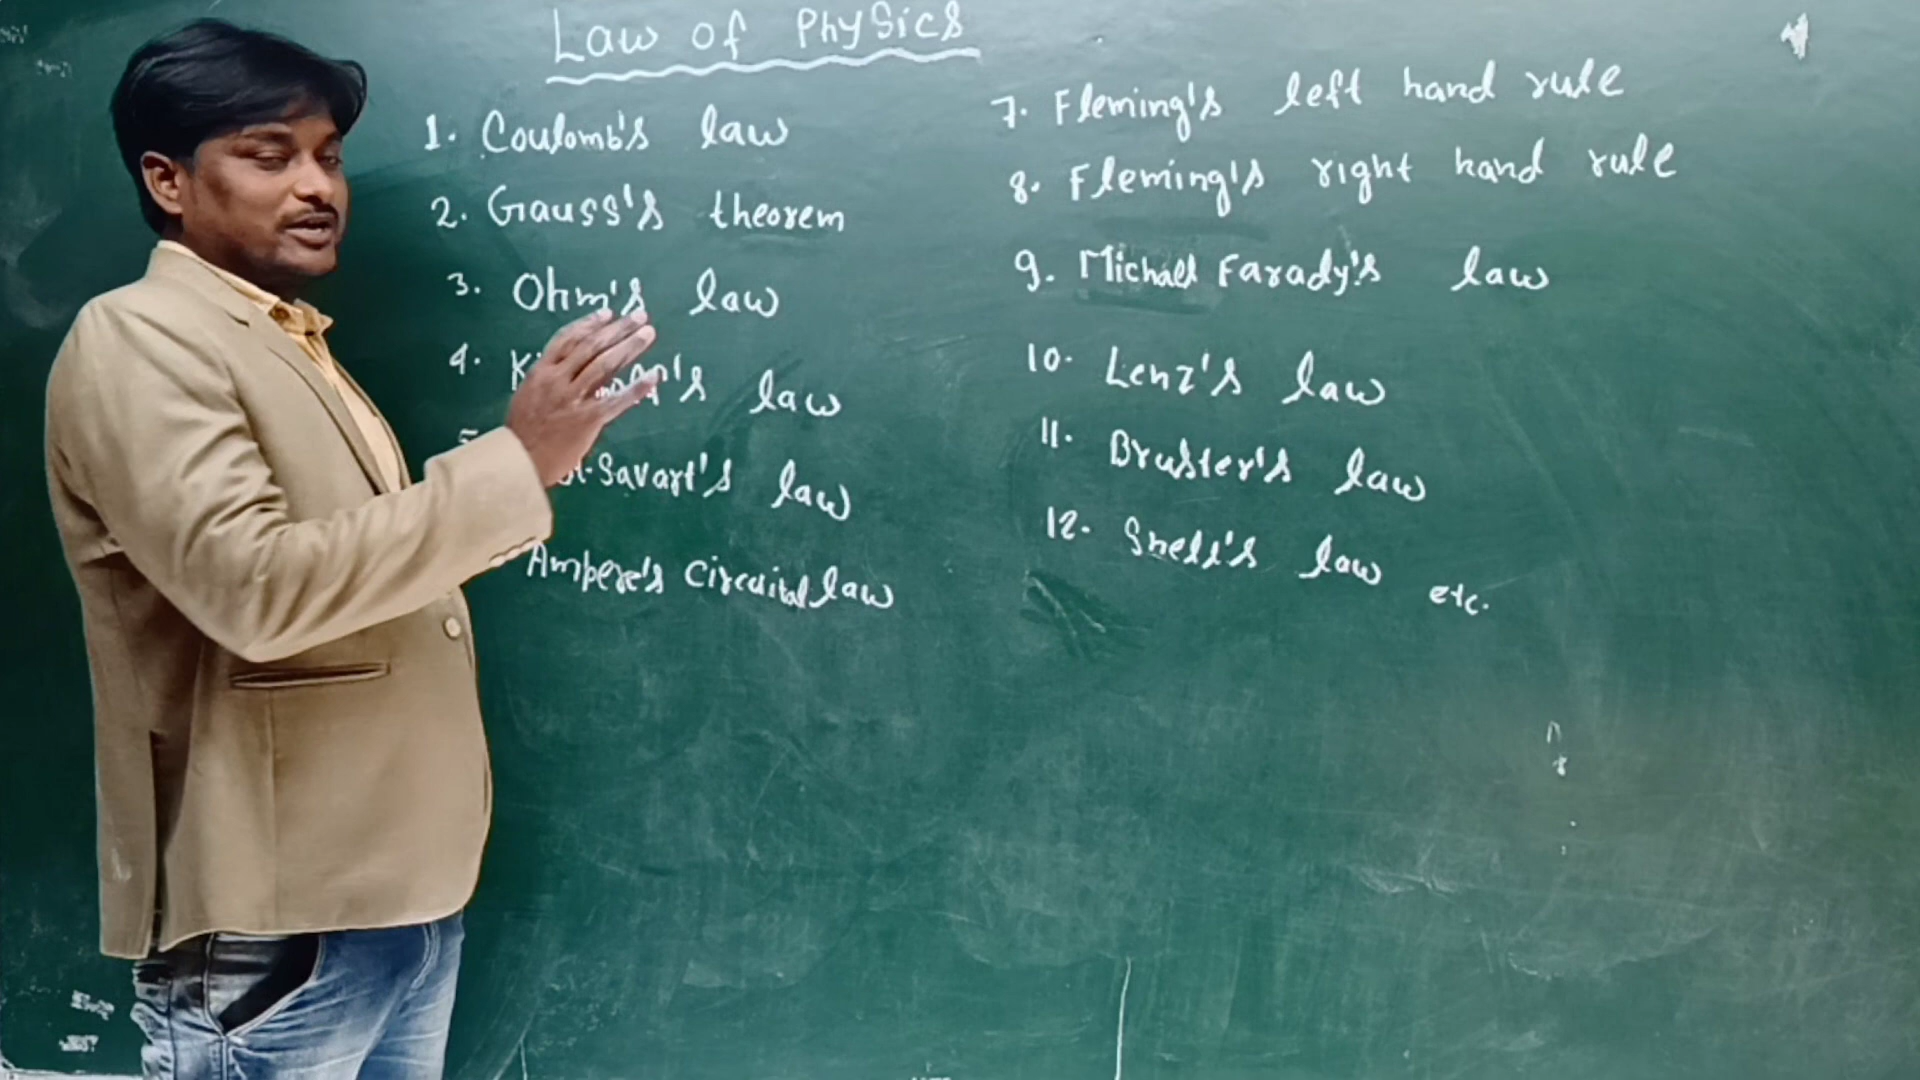 Law of Physics
1. Coulomb's law
2. Gauss's theorem
3. Ohm's law
4. law
5 Savart's law
Ampere's Circuital law
7. Fleming's left hand rule
8. Fleming's right hand rule
9. Michael Farady's law
10. Lenz's law
11. Bruster's law
12. Snell's law
etc.